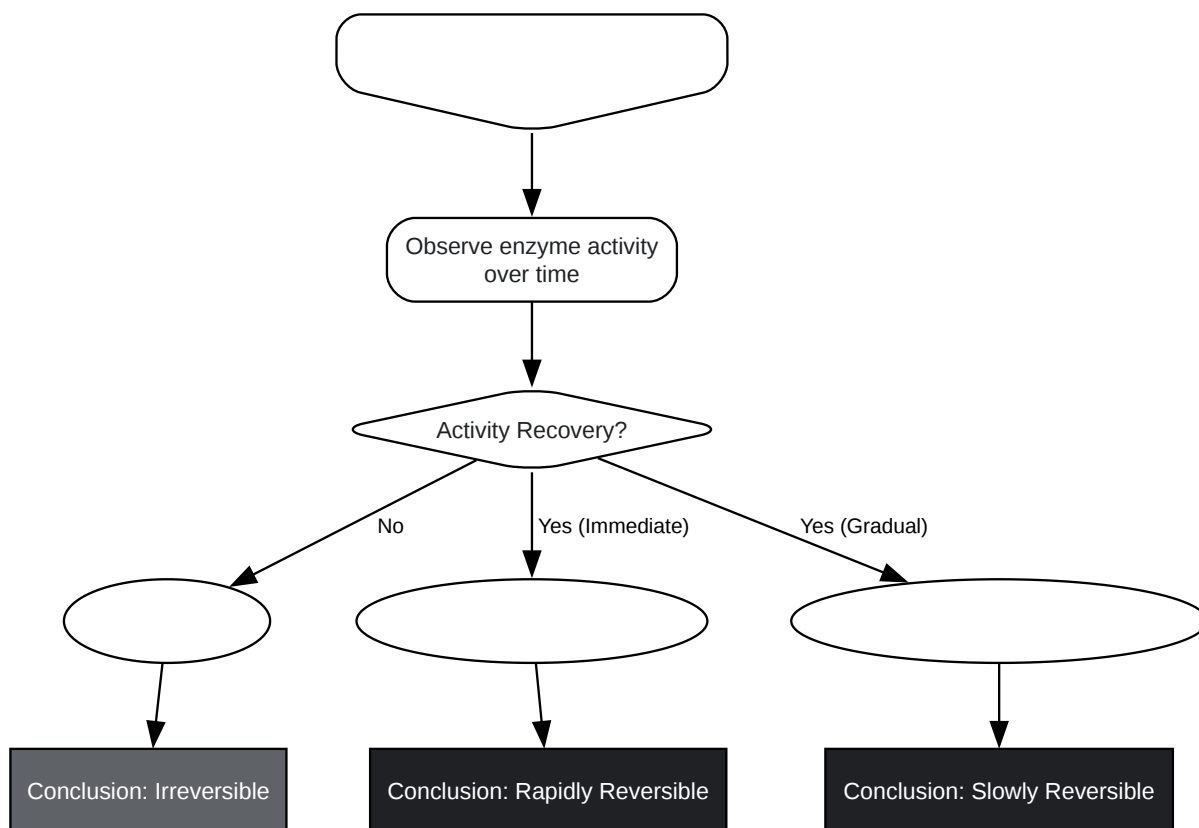 Observe enzyme activity
over time
Activity Recovery?
No
Yes (Immediate)
Yes (Gradual)
Conclusion: Irreversible
Conclusion: Rapidly Reversible
Conclusion: Slowly Reversible